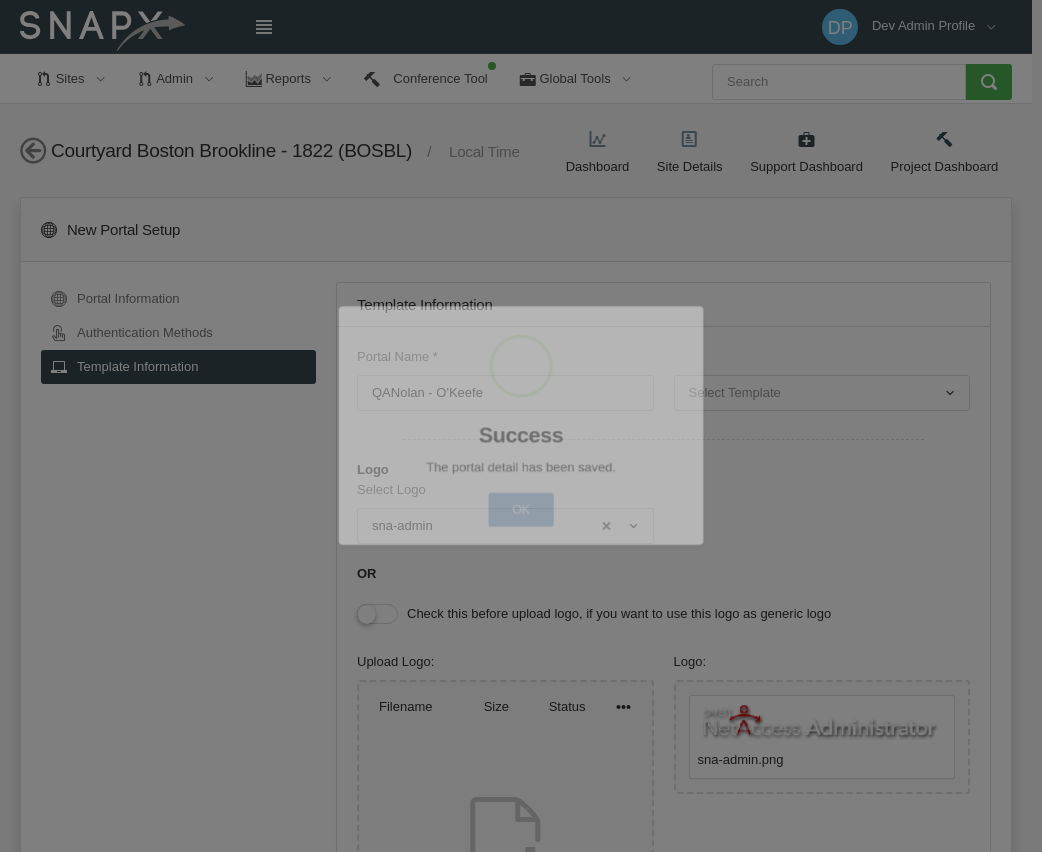 SNAPX
DP
Dev Admin Profile
Sites
Admin
Reports
Conference Tool
Global Tools
Search
Courtyard Boston Brookline - 1822 (BOSBL)
/
Local Time
Dashboard
Site Details
Support Dashboard
Project Dashboard
New Portal Setup
Portal Information
Authentication Methods
Template Information
Template Information
Portal Name *
QANolan - O'Keefe
Select Template
Success
The portal detail has been saved.
OK
Logo
Select Logo
sna-admin
OR
Check this before upload logo, if you want to use this logo as generic logo
Upload Logo:
Logo:
Filename
Size
Status
NetAccess Administrator
sna-admin.png